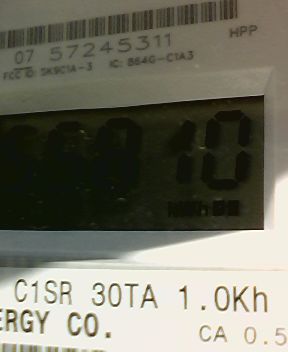 07 57245311
HPP
FCC ID: SK9C1A-3 IC: 864G-C1A3
10
C1SR 30TA 1.0Kh
ERGY CO.
CA 0.5